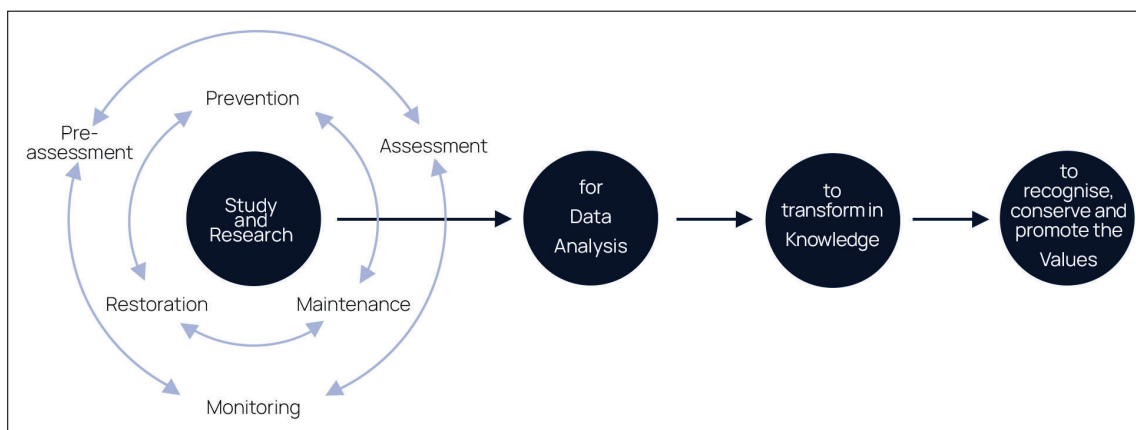 Prevention
Pre-
assessment
Assessment
Study
and
Research
Restoration
Maintenance
Monitoring
for
Data
Analysis
to
transform in
Knowledge
to
recognise,
conserve and
promote the
Values